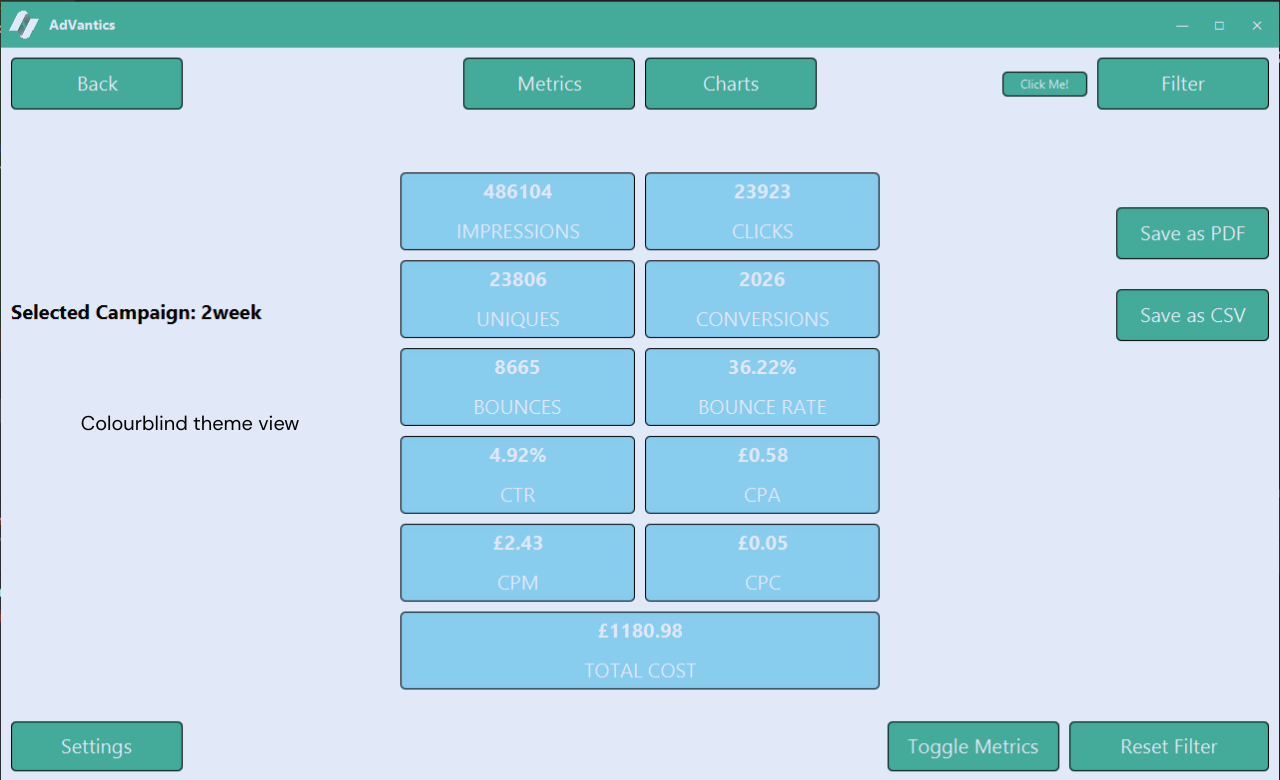 AdVantics
Back
Metrics
Charts
Click Me!
Filter
486104
IMPRESSIONS
23923
CLICKS
Save as PDF
23806
UNIQUES
2026
CONVERSIONS
Selected Campaign: 2week
Save as CSV
8665
BOUNCES
36.22%
BOUNCE RATE
Colourblind theme view
4.92%
CTR
£0.58
CPA
£2.43
CPM
£0.05
CPC
£1180.98
TOTAL COST
Settings
Toggle Metrics
Reset Filter